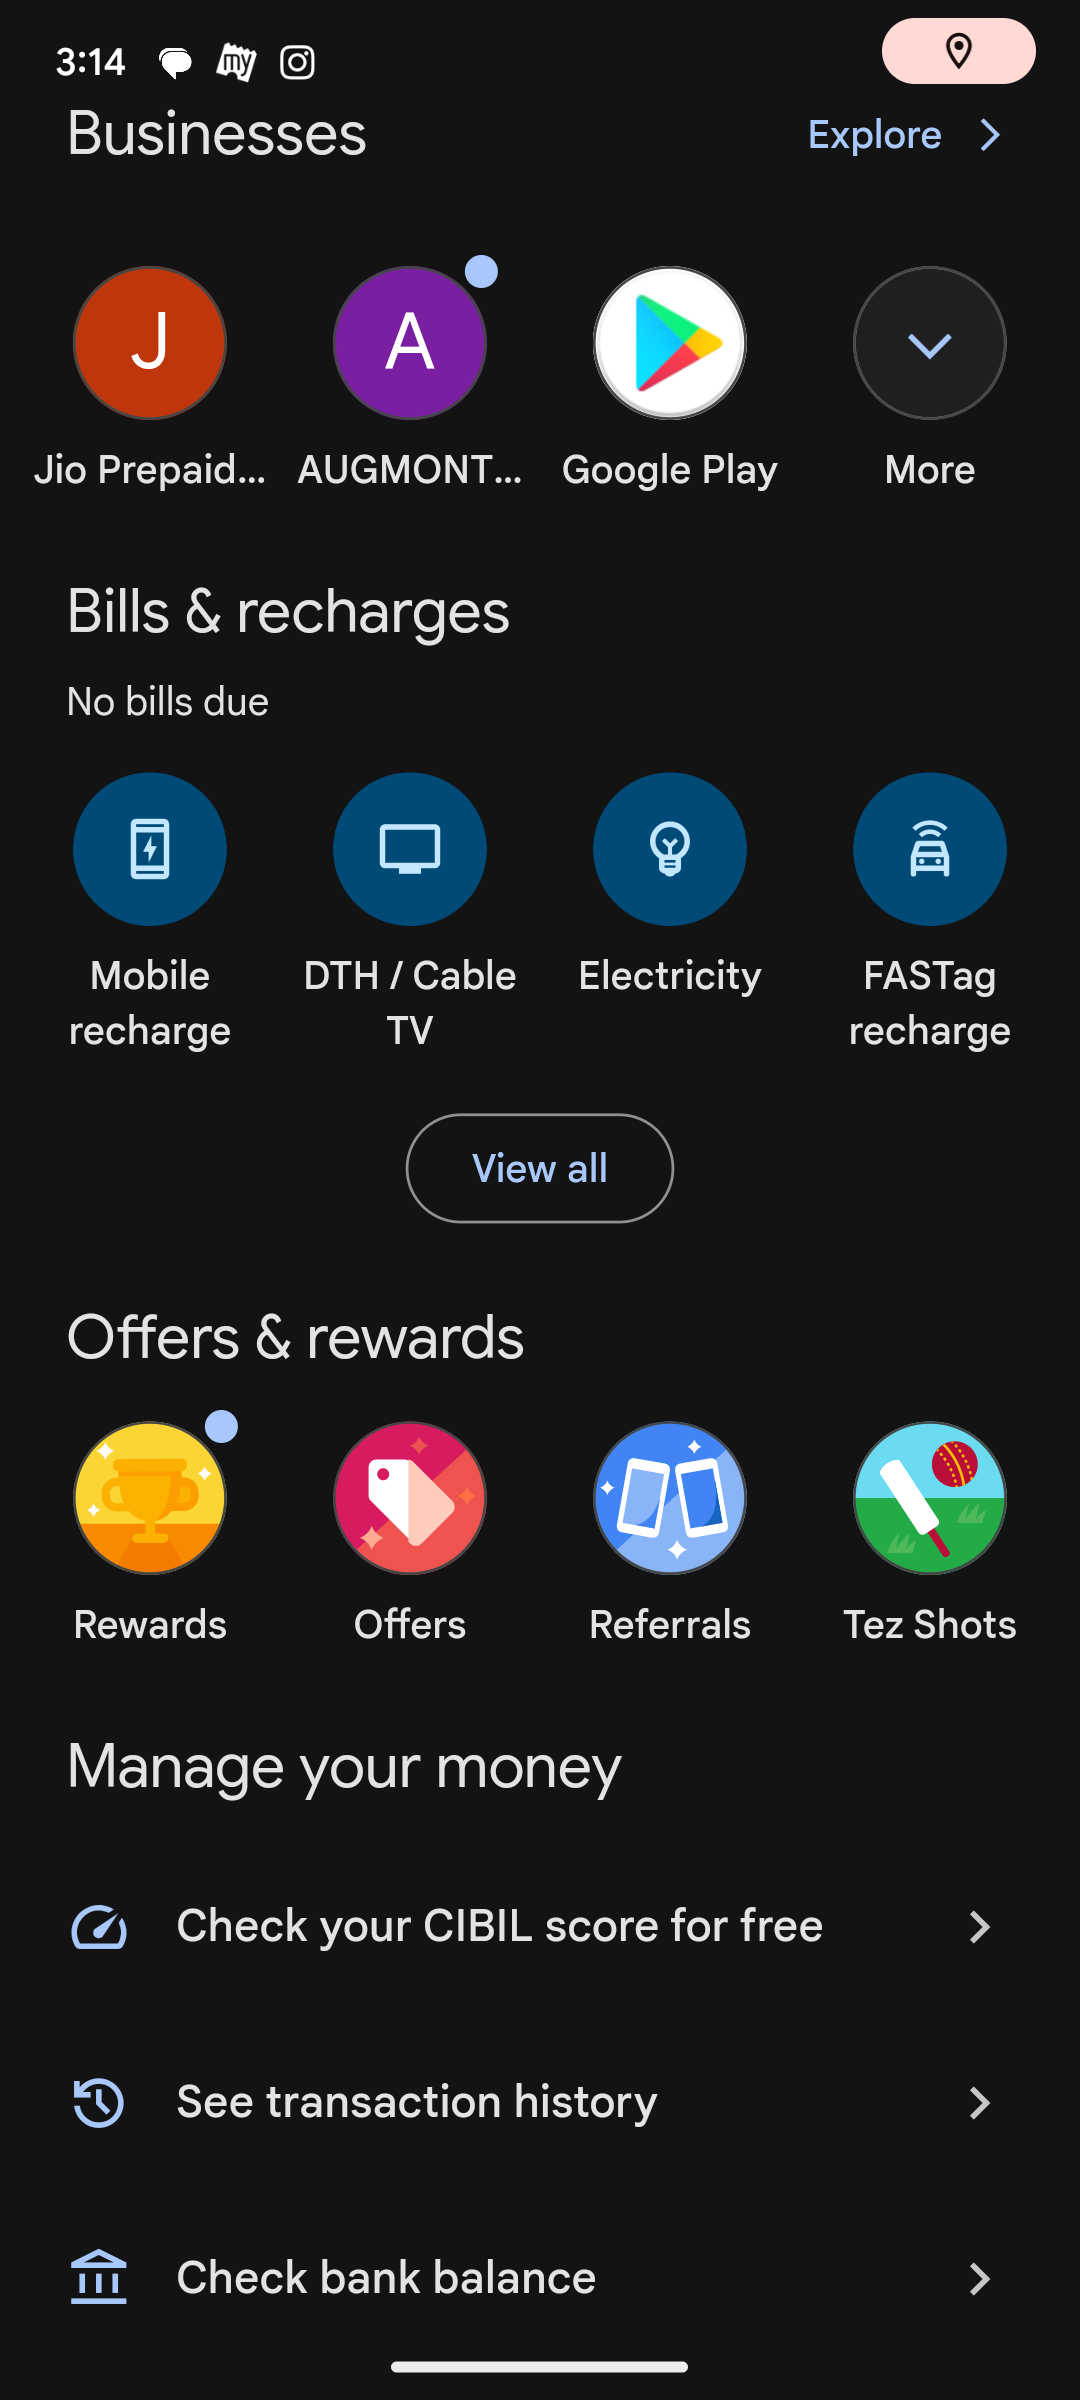 3:14
my
Businesses
Explore
J
A
Jio Prepaid...
AUGMONT...
Google Play
More
Bills & recharges
No bills due
Mobile
recharge
DTH / Cable
TV
Electricity
FASTag
recharge
View all
Offers & rewards
Rewards
Offers
Referrals
Tez Shots
Manage your money
Check your CIBIL score for free
See transaction history
Check bank balance